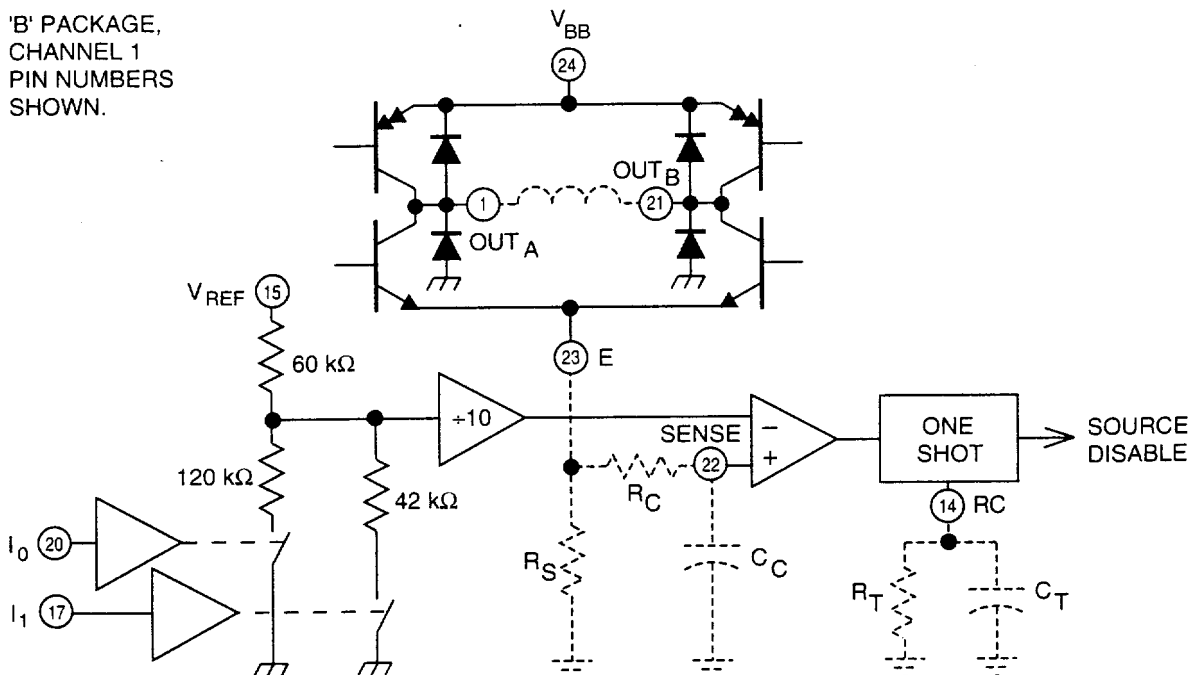 'B' PACKAGE,
CHANNEL 1
PIN NUMBERS
SHOWN.
V_BB
24
OUT_B
1
21
OUT_A
V_REF
15
60 kΩ
23 E
÷10
120 kΩ
42 kΩ
SENSE
22
R_C
−
+
ONE
SHOT
SOURCE
DISABLE
14 RC
I_0 20
I_1 17
R_S
C_C
R_T
C_T